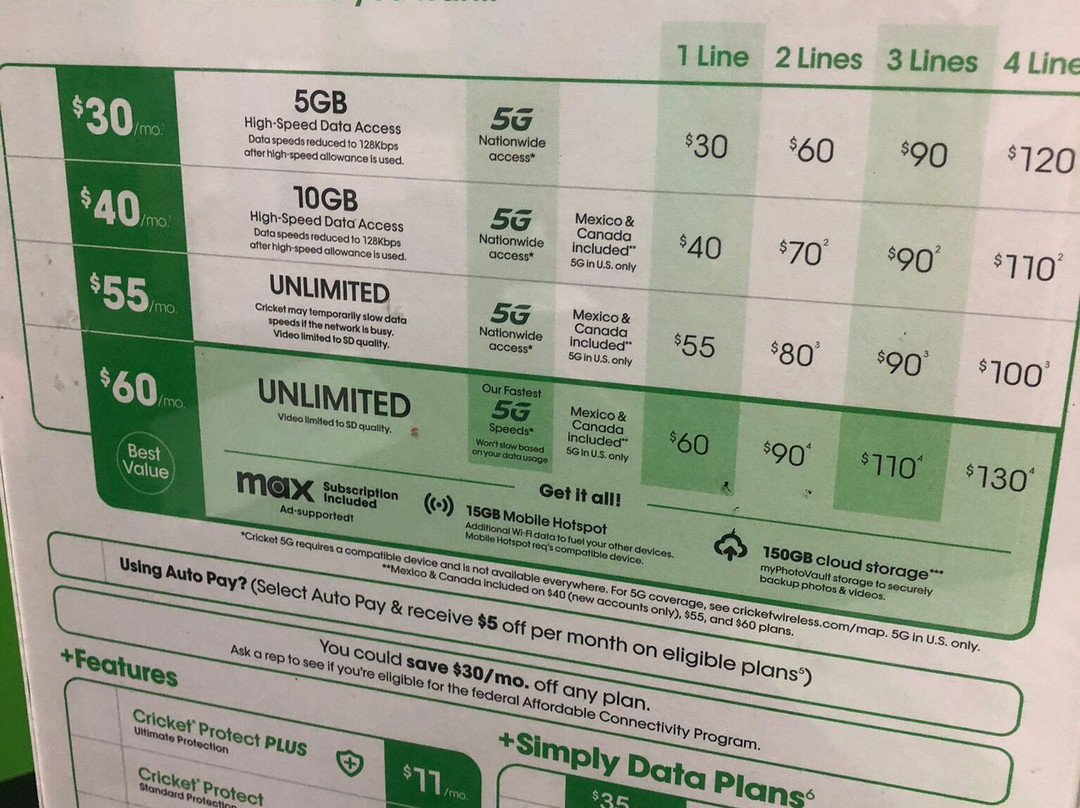 1 Line 2 Lines 3 Lines 4 Line
$30/mo.
5GB
High-Speed Data Access
Data speeds reduced to 128Kbps
after high-speed allowance is used.
5G
Nationwide
access*
$30 $60 $90 $120
$40/mo.
10GB
High-Speed Data Access
Data speeds reduced to 128Kbps
after high-speed allowance is used.
5G
Nationwide
access*
Mexico &
Canada
included**
5G in U.S. only
$40 $70² $90² $110²
$55/mo.
UNLIMITED
Cricket may temporarily slow data
speeds if the network is busy.
Video limited to SD quality.
5G
Nationwide
access*
Mexico &
Canada
included**
5G in U.S. only
$55 $80³ $90³ $100³
$60/mo.
Best
Value
UNLIMITED
Video limited to SD quality.
Our Fastest
5G
Speeds*
Won't slow based
on your data usage
Mexico &
Canada
included**
5G in U.S. only
$60 $90⁴ $110⁴ $130⁴
Get it all!
max Subscription
Included
Ad-supported†
15GB Mobile Hotspot
Additional Wi-Fi data to fuel your other devices.
Mobile Hotspot req's compatible device.
150GB cloud storage***
myPhotoVault storage to securely
backup photos & videos.
*Cricket 5G requires a compatible device and is not available everywhere. For 5G coverage, see cricketwireless.com/map. 5G in U.S. only.
**Mexico & Canada included on $40 (new accounts only), $55, and $60 plans.
Using Auto Pay? (Select Auto Pay & receive $5 off per month on eligible plans⁵)
You could save $30/mo. off any plan.
Ask a rep to see if you're eligible for the federal Affordable Connectivity Program.
+Features
Cricket® Protect PLUS
Ultimate Protection
$11/mo.
Cricket® Protect
Standard Protection
+Simply Data Plans⁶
$35